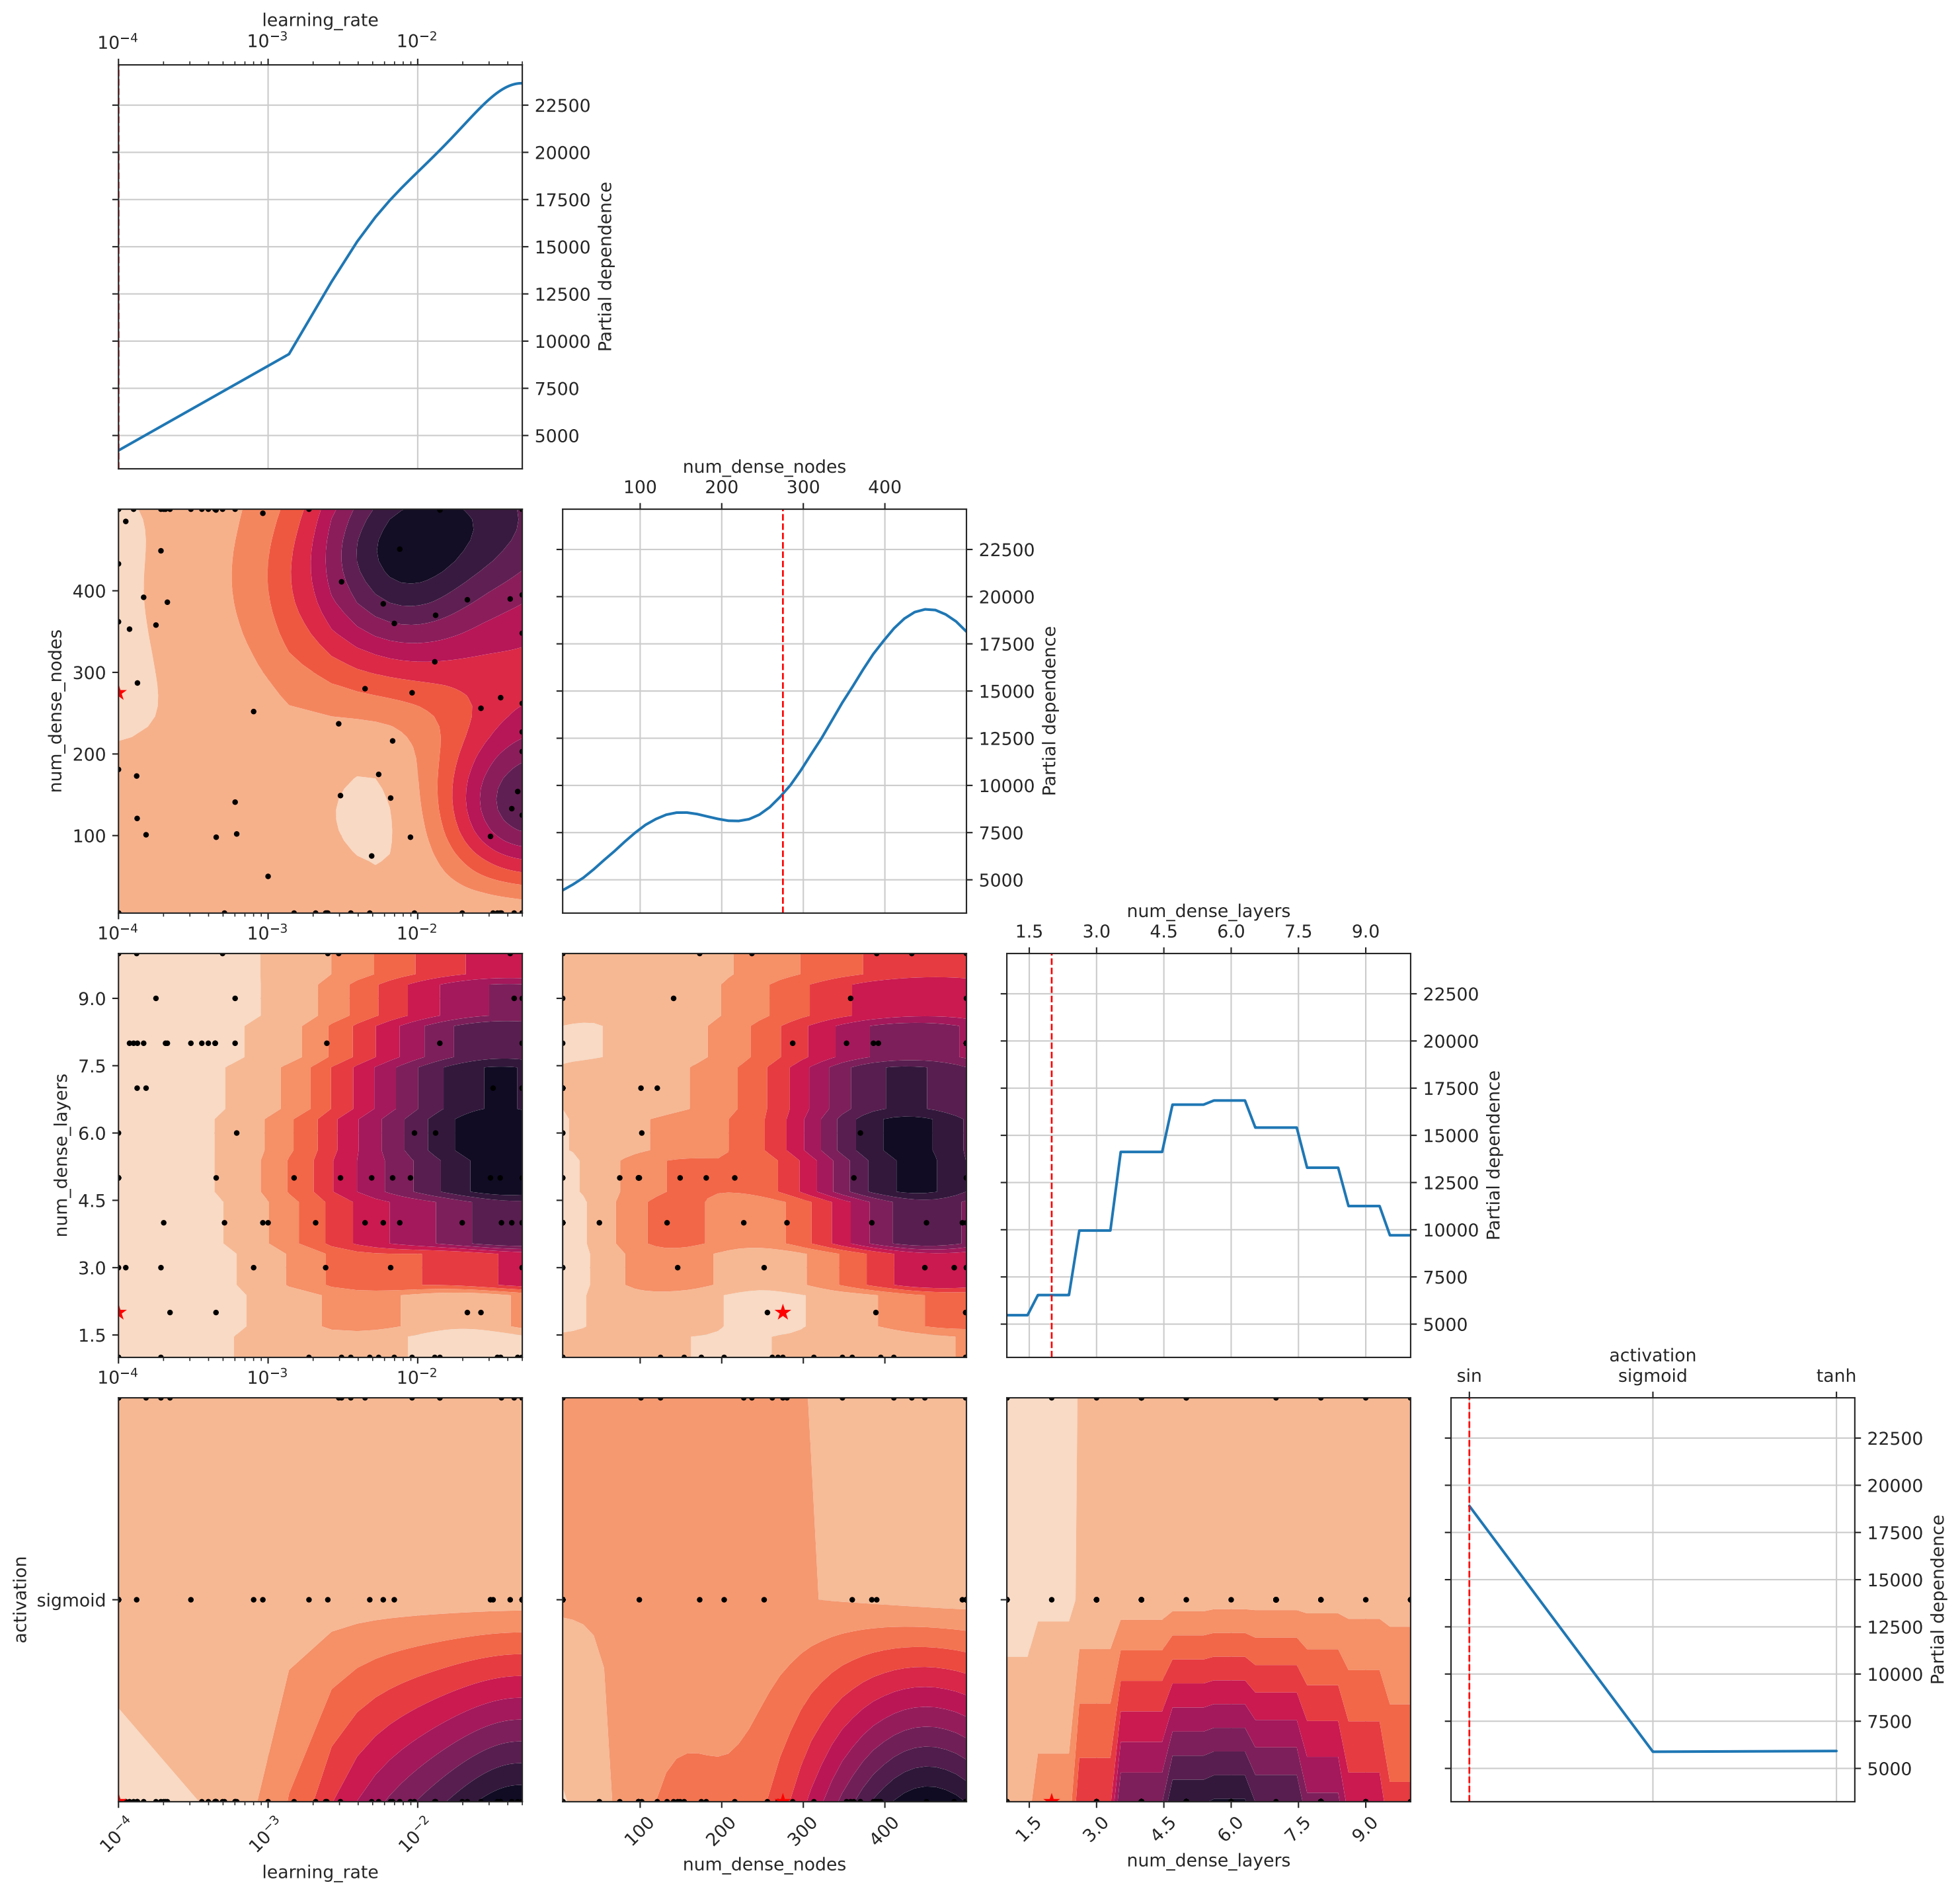 learning_rate
10⁻⁴ 10⁻³ 10⁻²
22500
20000
17500
15000
12500
10000
7500
5000
Partial dependence
num_dense_nodes
100 200 300 400
400
300
200
100
num_dense_nodes
10⁻⁴ 10⁻³ 10⁻²
22500
20000
17500
15000
12500
10000
7500
5000
Partial dependence
num_dense_layers
1.5 3.0 4.5 6.0 7.5 9.0
9.0
7.5
6.0
4.5
3.0
1.5
num_dense_layers
10⁻⁴ 10⁻³ 10⁻²
22500
20000
17500
15000
12500
10000
7500
5000
Partial dependence
activation
sin sigmoid tanh
activation
sigmoid
22500
20000
17500
15000
12500
10000
7500
5000
Partial dependence
10⁻⁴ 10⁻³ 10⁻²
learning_rate
100 200 300 400
num_dense_nodes
1.5 3.0 4.5 6.0 7.5 9.0
num_dense_layers